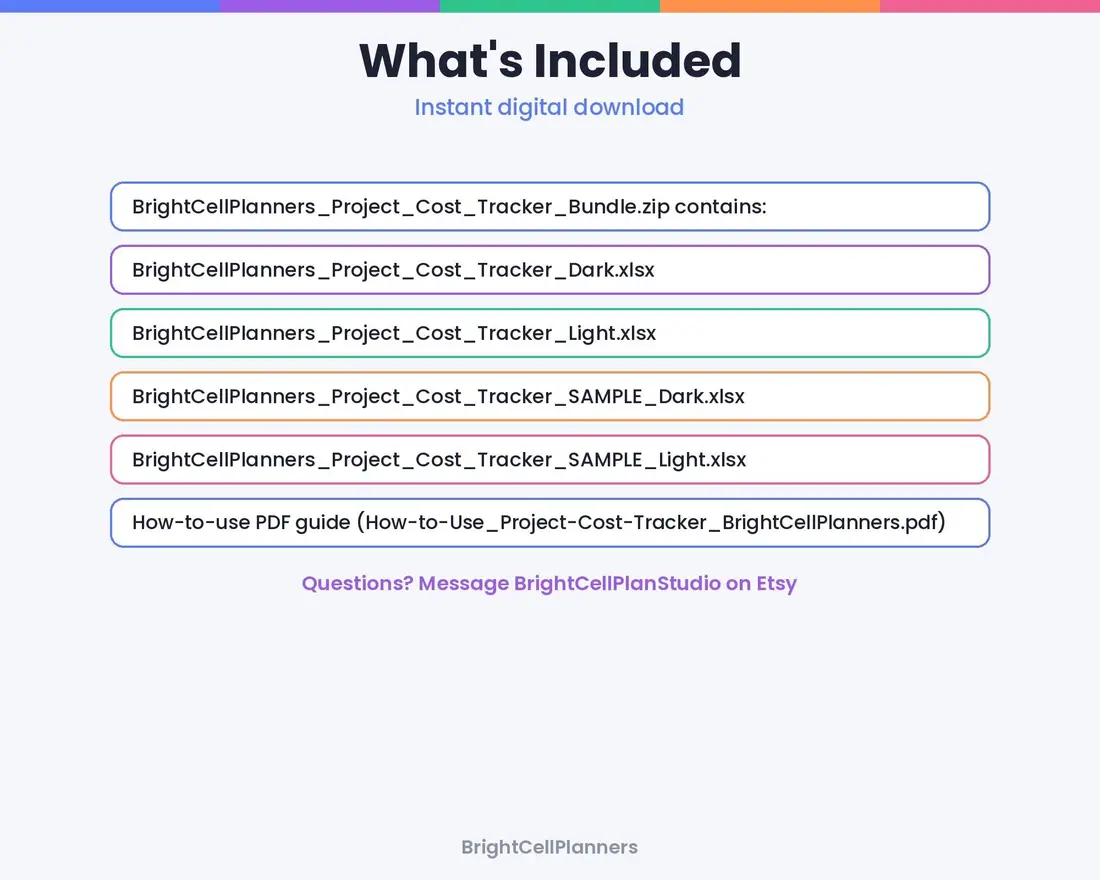 What's Included
Instant digital download
BrightCellPlanners_Project_Cost_Tracker_Bundle.zip contains:
BrightCellPlanners_Project_Cost_Tracker_Dark.xlsx
BrightCellPlanners_Project_Cost_Tracker_Light.xlsx
BrightCellPlanners_Project_Cost_Tracker_SAMPLE_Dark.xlsx
BrightCellPlanners_Project_Cost_Tracker_SAMPLE_Light.xlsx
How-to-use PDF guide (How-to-Use_Project-Cost-Tracker_BrightCellPlanners.pdf)
Questions? Message BrightCellPlanStudio on Etsy
BrightCellPlanners